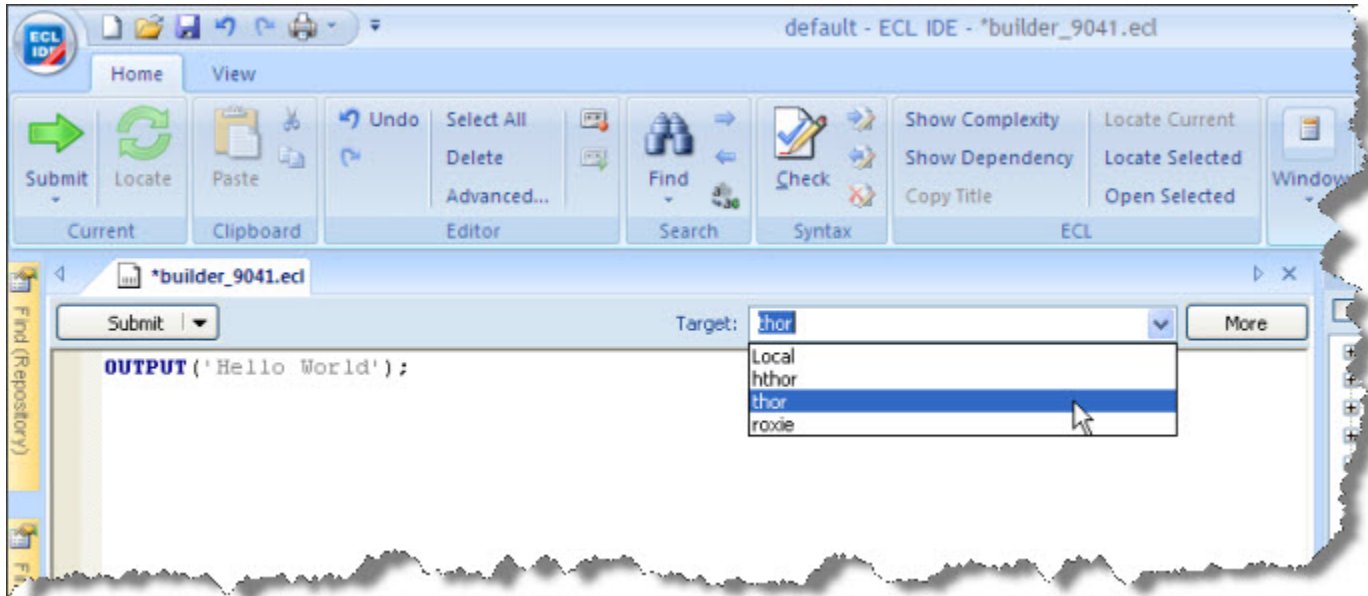 default - ECL IDE - *builder_9041.ecl
ECL
IDE
Home View
Undo Select All Show Complexity Locate Current
Delete Show Dependency Locate Selected
Submit Locate Paste Advanced... Find Check Copy Title Open Selected Window
Current Clipboard Editor Search Syntax ECL
*builder_9041.ecl
Submit Target: thor More
Find (Repository)
OUTPUT('Hello World');
Local
hthor
thor
roxie